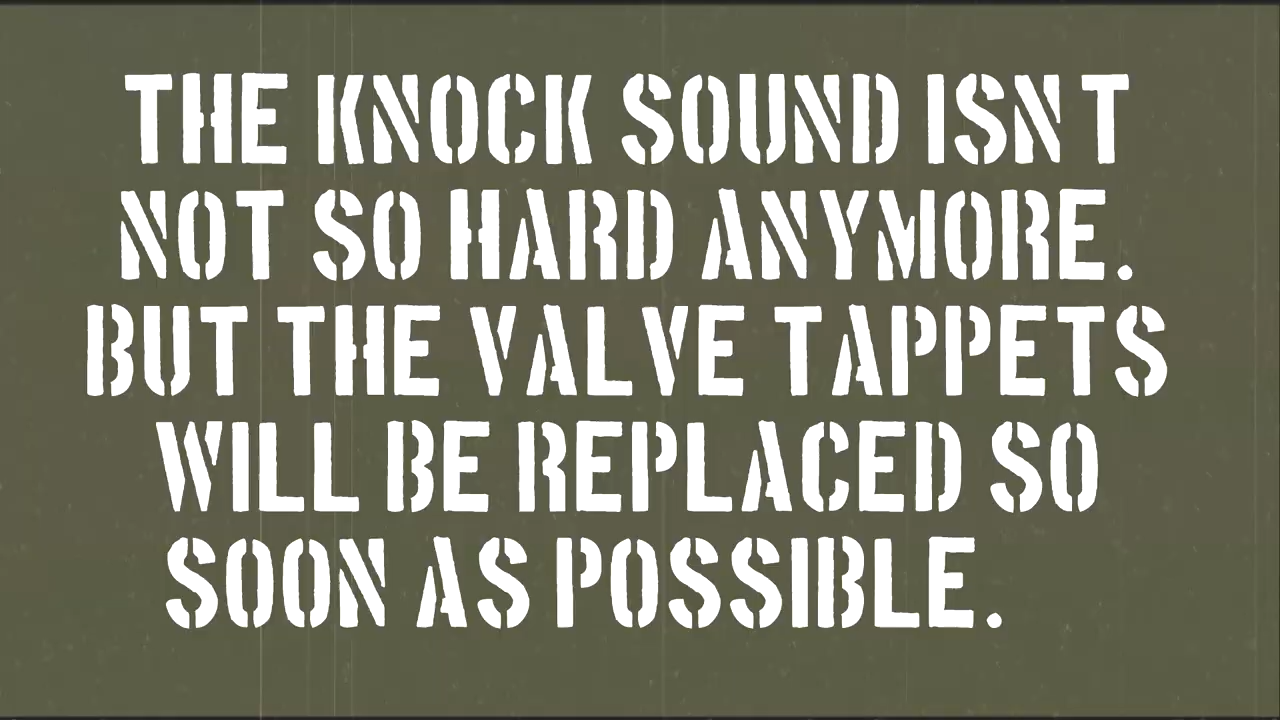 THE KNOCK SOUND ISN T
NOT SO HARD ANYMORE.
BUT THE VALVE TAPPETS
WILL BE REPLACED SO
SOON AS POSSIBLE.